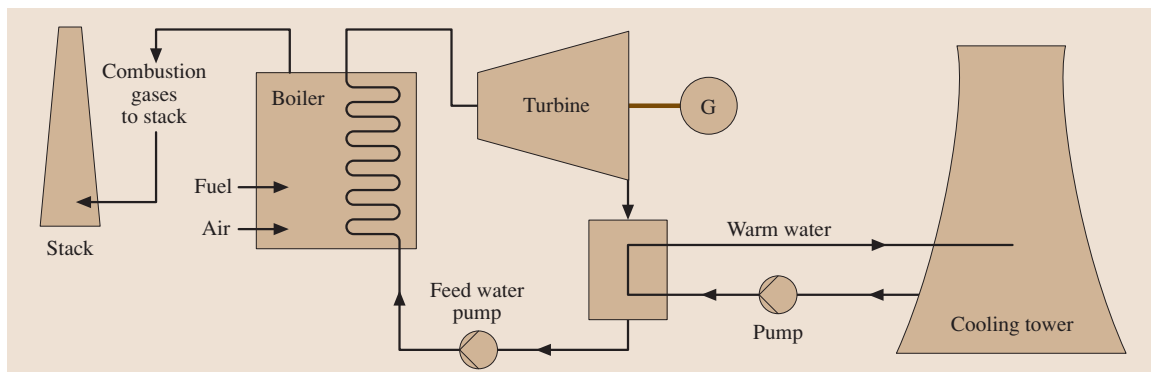 Combustion
gases
to stack
Boiler
Turbine
G
Fuel
Air
Stack
Warm water
Feed water
pump
Pump
Cooling tower